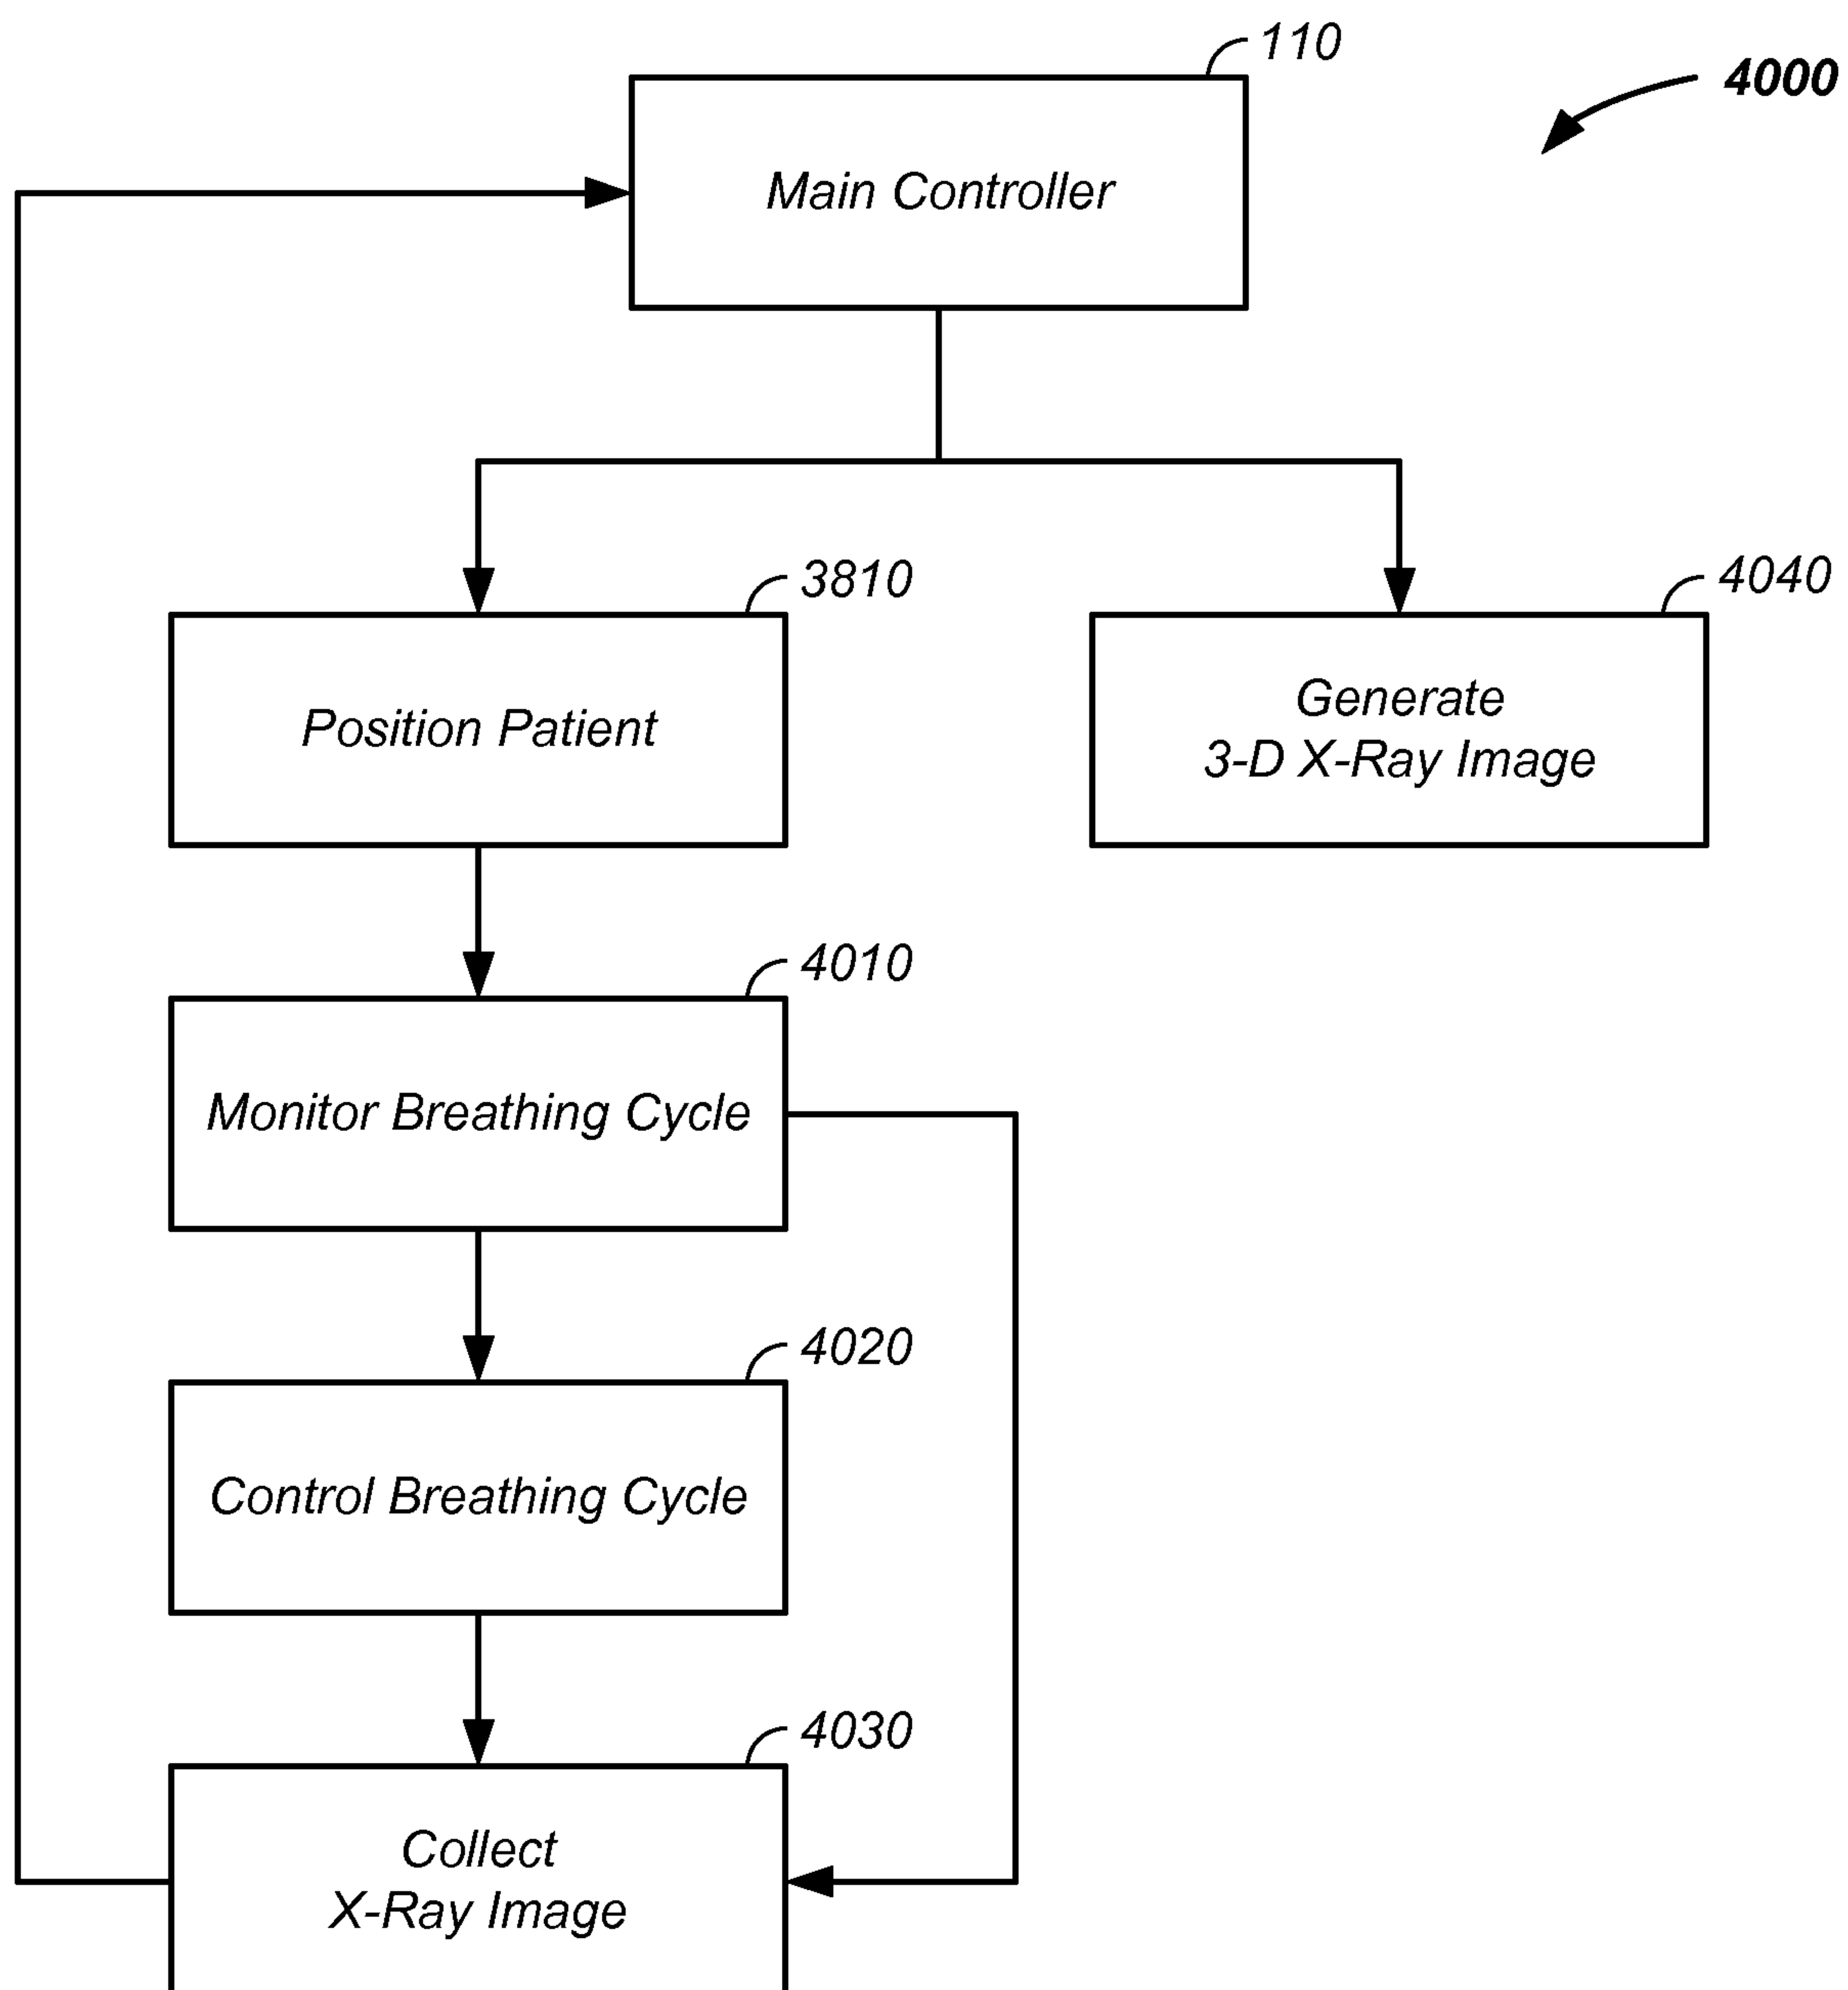 110
4000
Main Controller
3810
4040
Position Patient
Generate
3-D X-Ray Image
4010
Monitor Breathing Cycle
4020
Control Breathing Cycle
4030
Collect
X-Ray Image